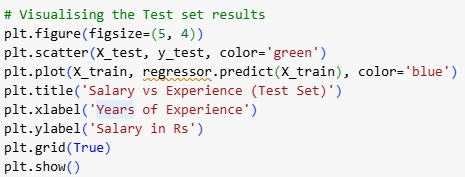 # Visualising the Test set results
plt.figure(figsize=(5, 4))
plt.scatter(X_test, y_test, color='green')
plt.plot(X_train, regressor.predict(X_train), color='blue')
plt.title('Salary vs Experience (Test Set)')
plt.xlabel('Years of Experience')
plt.ylabel('Salary in Rs')
plt.grid(True)
plt.show()